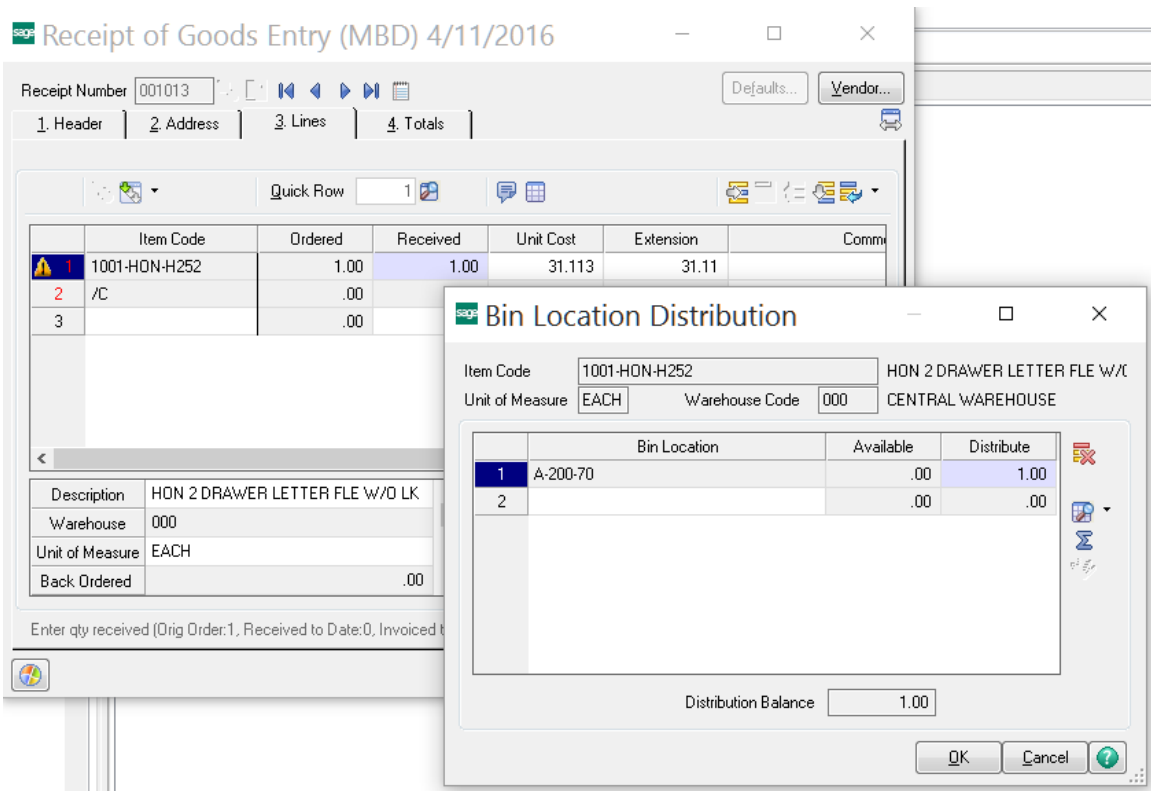 sage Receipt of Goods Entry (MBD) 4/11/2016
Receipt Number 001013 Defaults... Vendor...
1. Header 2. Address 3. Lines 4. Totals
Quick Row 1
Item Code Ordered Received Unit Cost Extension
1 1001-HON-H252 1.00 1.00 31.113 31.11
2 /C .00
3 .00
Description HON 2 DRAWER LETTER FLE W/O LK
Warehouse 000
Unit of Measure EACH
Back Ordered .00
Enter qty received (Orig Order:1, Received to Date:0, Invoiced
sage Bin Location Distribution
Item Code 1001-HON-H252 HON 2 DRAWER LETTER FLE W/O
Unit of Measure EACH Warehouse Code 000 CENTRAL WAREHOUSE
Bin Location Available Distribute
1 A-200-70 .00 1.00
2 .00 .00
Distribution Balance 1.00
OK Cancel